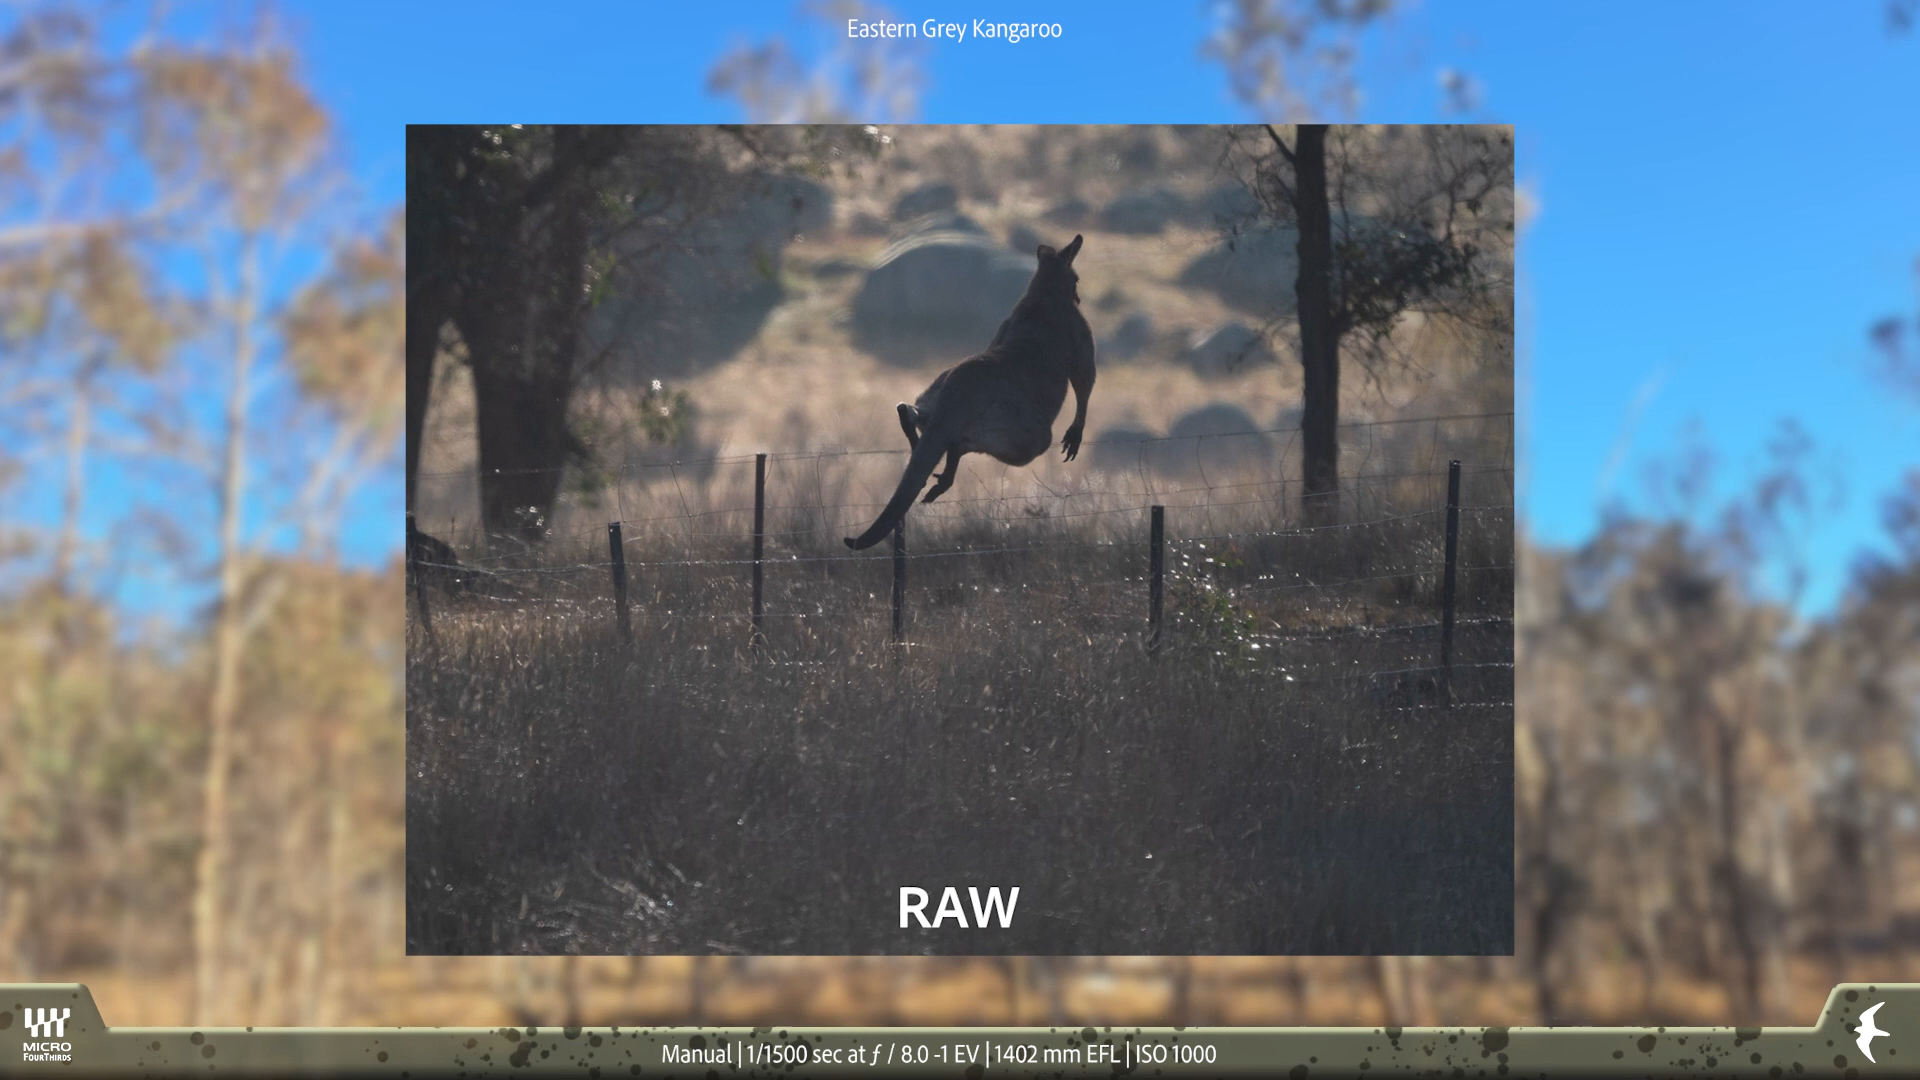 Eastern Grey Kangaroo
RAW
MICRO
FOURTHIRDS
Manual | 1/1500 sec at ƒ / 8.0 -1 EV | 1402 mm EFL | ISO 1000